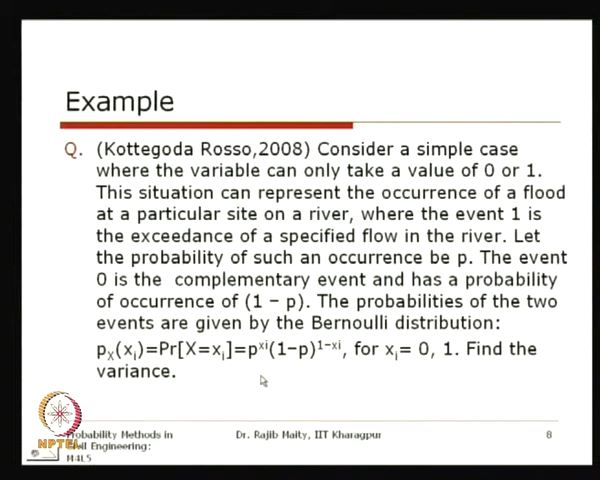 Example
Q. (Kottegoda Rosso,2008) Consider a simple case
where the variable can only take a value of 0 or 1.
This situation can represent the occurrence of a flood
at a particular site on a river, where the event 1 is
the exceedance of a specified flow in the river. Let
the probability of such an occurrence be p. The event
0 is the complementary event and has a probability
of occurrence of (1 − p). The probabilities of the two
events are given by the Bernoulli distribution:
pₓ(xᵢ)=Pr[X=xᵢ]=pˣⁱ(1−p)¹⁻ˣⁱ, for xᵢ= 0, 1. Find the
variance.
Probability Methods in
Civil Engineering:
M4L5
Dr. Rajib Maity, IIT Kharagpur
8
NPTEL